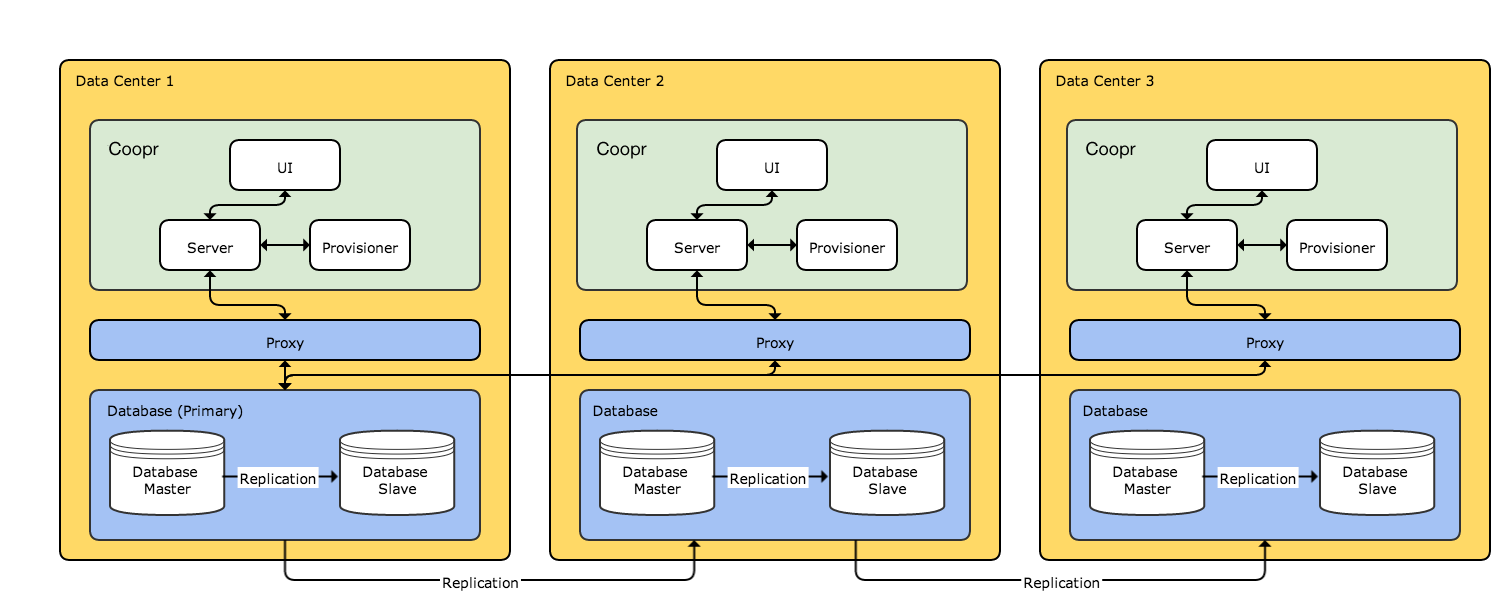 Data Center 1
Coopr
UI
Server
Provisioner
Proxy
Database (Primary)
Database
Master
Replication
Database
Slave
Data Center 2
Coopr
UI
Server
Provisioner
Proxy
Database
Database
Master
Replication
Database
Slave
Data Center 3
Coopr
UI
Server
Provisioner
Proxy
Database
Database
Master
Replication
Database
Slave
Replication
Replication